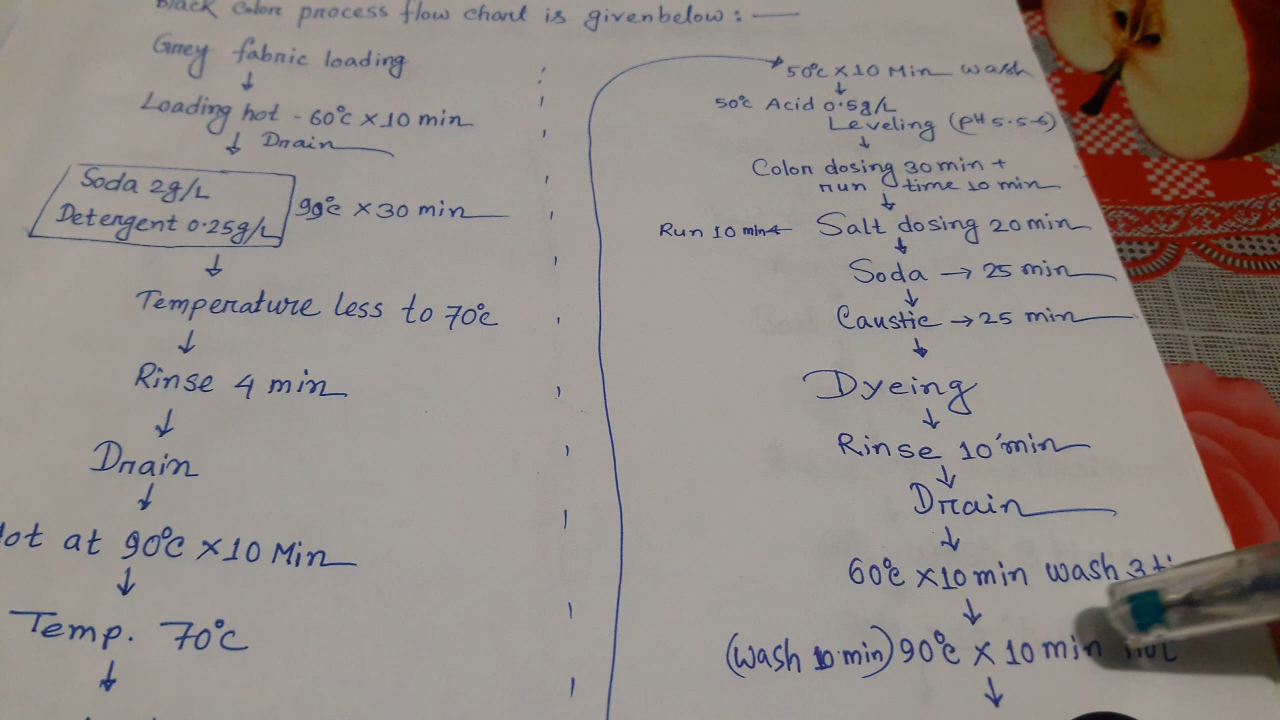 Black Color process flow chart is given below : —
Grey fabric loading
Loading hot - 60°C X 10 min
Drain
Soda 2g/L
Detergent 0.25g/L
90°C X 30 min
Temperature less to 70°C
Rinse 4 min
Drain
at 90°C X 10 Min
Temp. 70°C
50°C X 10 Min wash
50°C Acid 0.5g/L
Leveling (PH 5.5-6)
Color dosing 30 min +
run time 10 min
Run 10 min Salt dosing 20 min
Soda → 25 min
Caustic → 25 min
Dyeing
Rinse 10 min
Drain
60°C X 10 min wash 3
(Wash 10 min) 90°C X 10 min